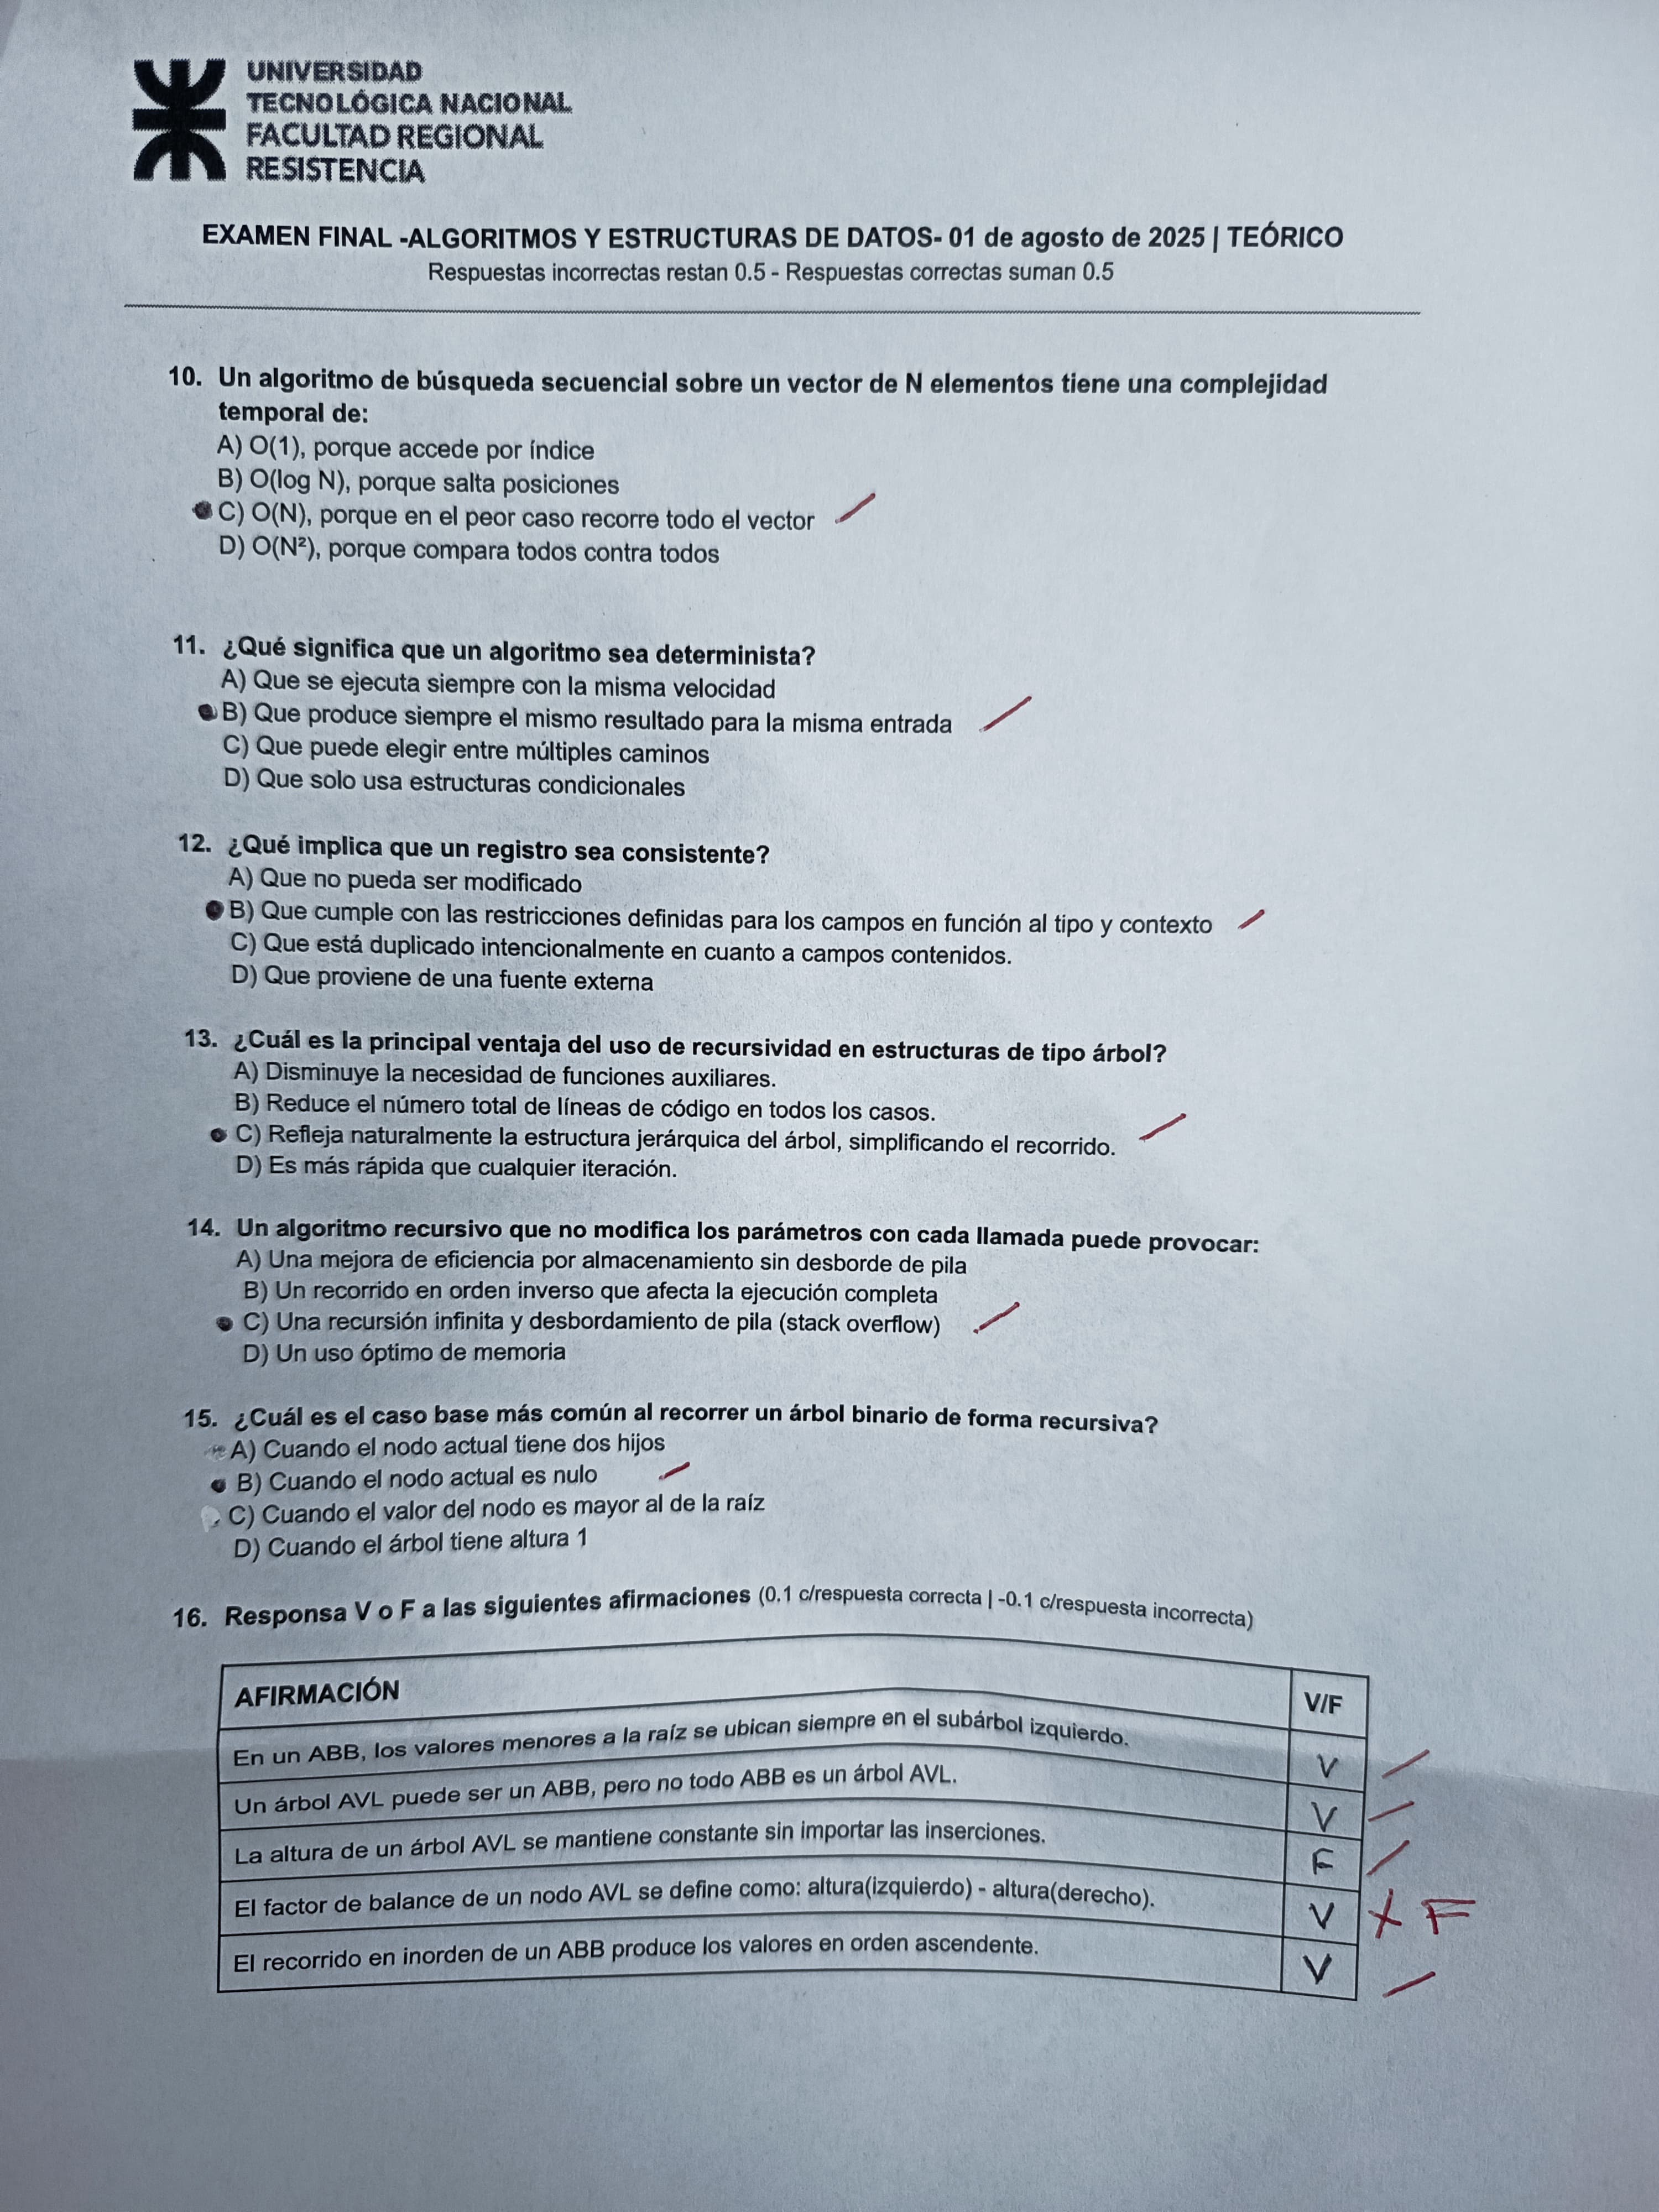 UNIVERSIDAD
TECNOLÓGICA NACIONAL
FACULTAD REGIONAL
RESISTENCIA
EXAMEN FINAL -ALGORITMOS Y ESTRUCTURAS DE DATOS- 01 de agosto de 2025 | TEÓRICO
Respuestas incorrectas restan 0.5 - Respuestas correctas suman 0.5
10. Un algoritmo de búsqueda secuencial sobre un vector de N elementos tiene una complejidad
temporal de:
A) O(1), porque accede por índice
B) O(log N), porque salta posiciones
C) O(N), porque en el peor caso recorre todo el vector
D) O(N²), porque compara todos contra todos
11. ¿Qué significa que un algoritmo sea determinista?
A) Que se ejecuta siempre con la misma velocidad
B) Que produce siempre el mismo resultado para la misma entrada
C) Que puede elegir entre múltiples caminos
D) Que solo usa estructuras condicionales
12. ¿Qué implica que un registro sea consistente?
A) Que no pueda ser modificado
B) Que cumple con las restricciones definidas para los campos en función al tipo y contexto
C) Que está duplicado intencionalmente en cuanto a campos contenidos.
D) Que proviene de una fuente externa
13. ¿Cuál es la principal ventaja del uso de recursividad en estructuras de tipo árbol?
A) Disminuye la necesidad de funciones auxiliares.
B) Reduce el número total de líneas de código en todos los casos.
C) Refleja naturalmente la estructura jerárquica del árbol, simplificando el recorrido.
D) Es más rápida que cualquier iteración.
14. Un algoritmo recursivo que no modifica los parámetros con cada llamada puede provocar:
A) Una mejora de eficiencia por almacenamiento sin desborde de pila
B) Un recorrido en orden inverso que afecta la ejecución completa
C) Una recursión infinita y desbordamiento de pila (stack overflow)
D) Un uso óptimo de memoria
15. ¿Cuál es el caso base más común al recorrer un árbol binario de forma recursiva?
A) Cuando el nodo actual tiene dos hijos
B) Cuando el nodo actual es nulo
C) Cuando el valor del nodo es mayor al de la raíz
D) Cuando el árbol tiene altura 1
16. Responsa V o F a las siguientes afirmaciones (0.1 c/respuesta correcta | -0.1 c/respuesta incorrecta)
AFIRMACIÓN V/F
En un ABB, los valores menores a la raíz se ubican siempre en el subárbol izquierdo. V
Un árbol AVL puede ser un ABB, pero no todo ABB es un árbol AVL. V
La altura de un árbol AVL se mantiene constante sin importar las inserciones. F
El factor de balance de un nodo AVL se define como: altura(izquierdo) - altura(derecho). V X F
El recorrido en inorden de un ABB produce los valores en orden ascendente. V